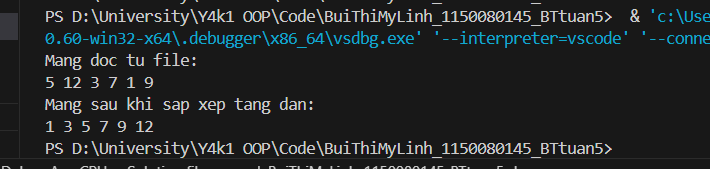 PS D:\University\Y4k1 OOP\Code\BuiThiMyLinh_1150080145_BTtuan5> & 'c:\Use
0.60-win32-x64\.debugger\x86_64\vsdbg.exe' '--interpreter=vscode' '--conne
Mang doc tu file:
5 12 3 7 1 9
Mang sau khi sap xep tang dan:
1 3 5 7 9 12
PS D:\University\Y4k1 OOP\Code\BuiThiMyLinh_1150080145_BTtuan5>